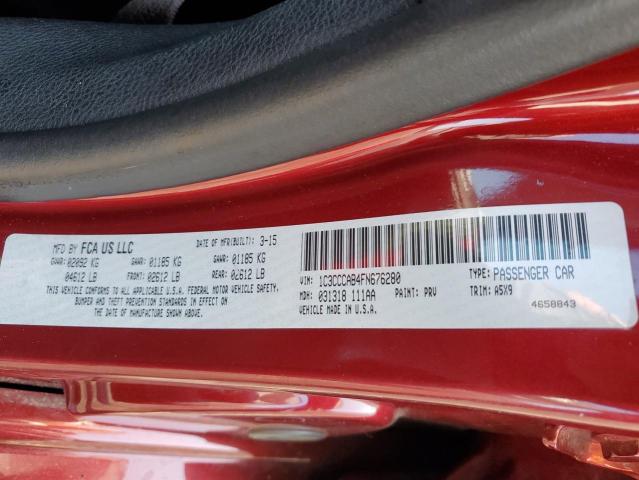 MFD BY FCA US LLC DATE OF MFR(BUILT): 3-15
GAWR: 02092 KG GAWR: 01185 KG GAWR: 01185 KG
04612 LB FRONT: 02612 LB REAR: 02612 LB
THIS VEHICLE CONFORMS TO ALL APPLICABLE U.S.A. FEDERAL MOTOR VEHICLE SAFETY,
BUMPER AND THEFT PREVENTION STANDARDS IN EFFECT ON
THE DATE OF MANUFACTURE SHOWN ABOVE.
VIN: 1C3CCCAB4FN676280 TYPE: PASSENGER CAR
MDH: 031318 111AA PAINT: PRV TRIM: A5X9
VEHICLE MADE IN U.S.A. 4658843